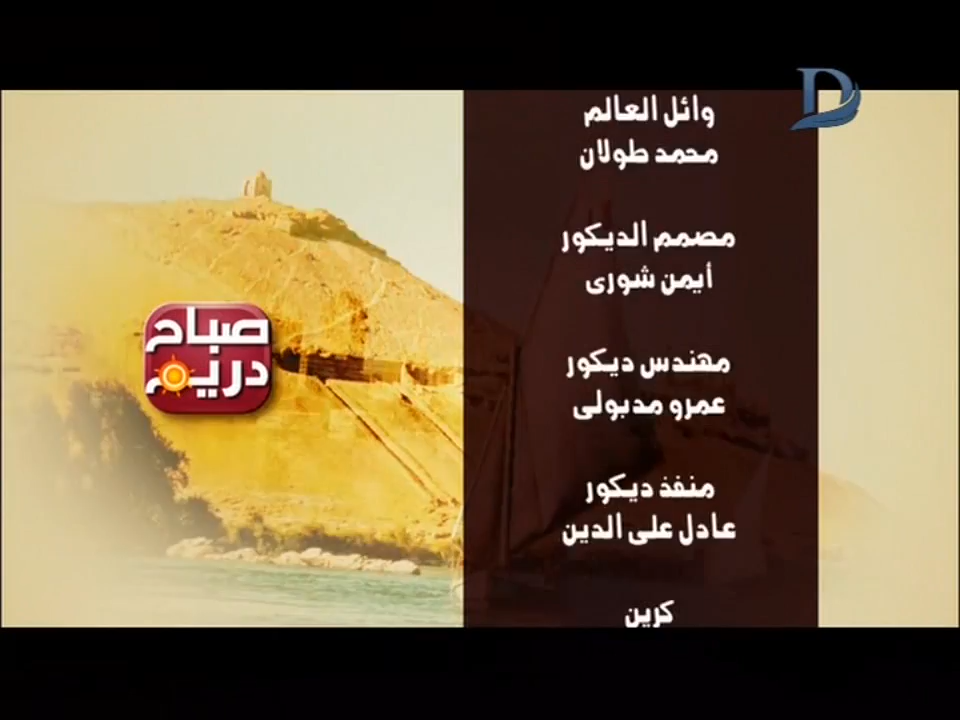 وائل العالم
محمد طولان
مصمم الديكور
أيمن شورى
مهندس ديكور
عمرو مدبولى
منفذ ديكور
عادل على الدين
كرين
صباح
دريم
D